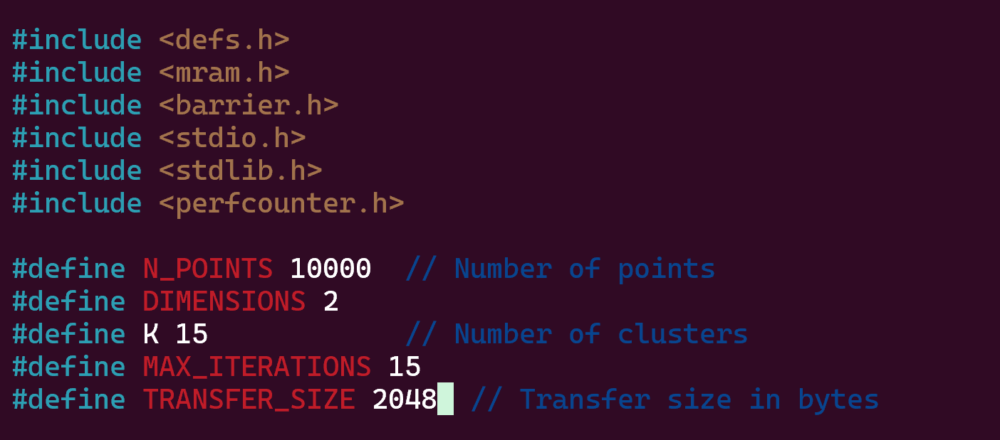 #include <defs.h>
#include <mram.h>
#include <barrier.h>
#include <stdio.h>
#include <stdlib.h>
#include <perfcounter.h>
#define N_POINTS 10000  // Number of points
#define DIMENSIONS 2
#define K 15            // Number of clusters
#define MAX_ITERATIONS 15
#define TRANSFER_SIZE 2048  // Transfer size in bytes